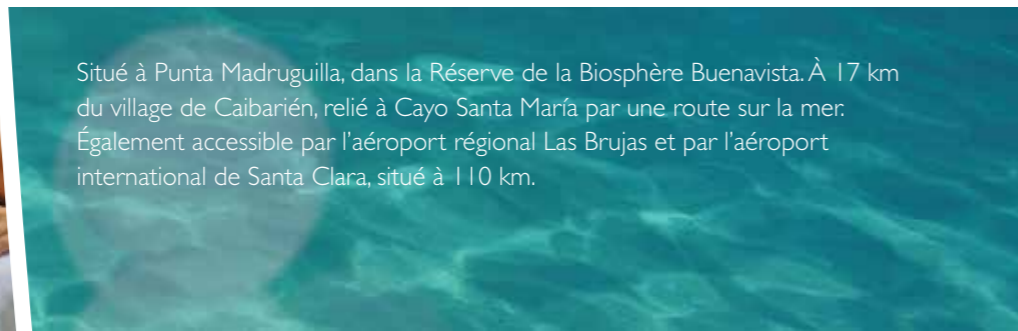 Situé à Punta Madruguilla, dans la Réserve de la Biosphère Buenavista. À 17 km
du village de Caibarién, relié à Cayo Santa María par une route sur la mer.
Également accessible par l’aéroport régional Las Brujas et par l’aéroport
international de Santa Clara, situé à 110 km.